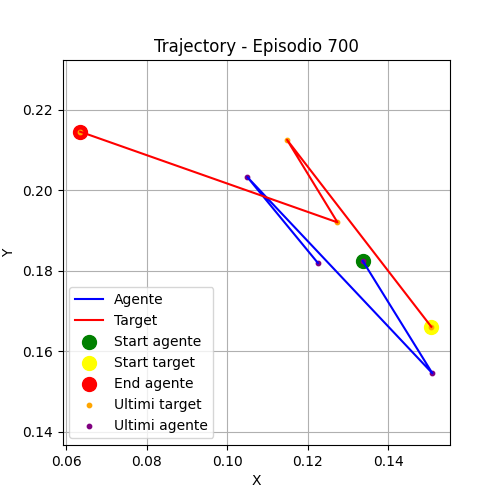 Trajectory - Episodio 700
Y
0.22
0.20
0.18
0.16
0.14
Agente
Target
Start agente
Start target
End agente
Ultimi target
Ultimi agente
0.06
0.08
0.10
0.12
0.14
X